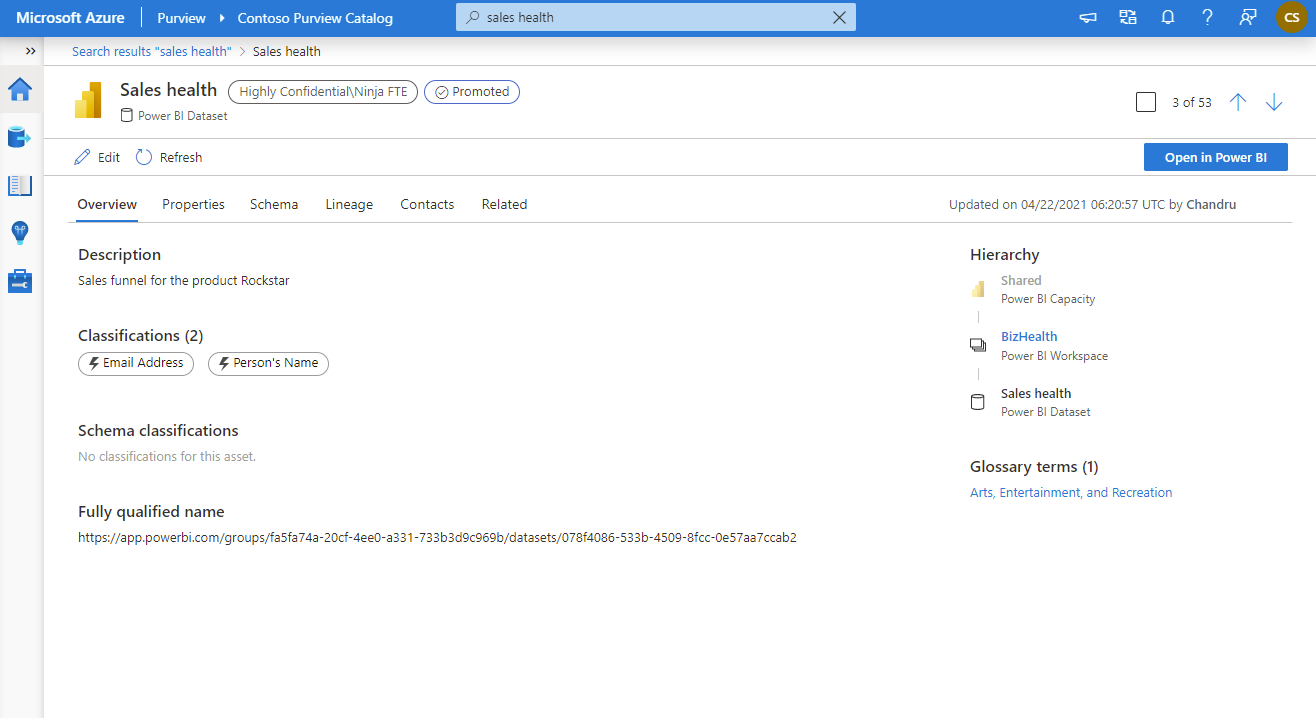 Microsoft Azure Purview Contoso Purview Catalog sales health CS
Search results "sales health" > Sales health
Sales health Highly Confidential\Ninja FTE Promoted
Power BI Dataset
3 of 53
Edit Refresh Open in Power BI
Overview Properties Schema Lineage Contacts Related Updated on 04/22/2021 06:20:57 UTC by Chandru
Description
Sales funnel for the product Rockstar
Classifications (2)
Email Address Person's Name
Schema classifications
No classifications for this asset.
Fully qualified name
https://app.powerbi.com/groups/fa5fa74a-20cf-4ee0-a331-733b3d9c969b/datasets/078f4086-533b-4509-8fcc-0e57aa7ccab2
Hierarchy
Shared
Power BI Capacity
BizHealth
Power BI Workspace
Sales health
Power BI Dataset
Glossary terms (1)
Arts, Entertainment, and Recreation